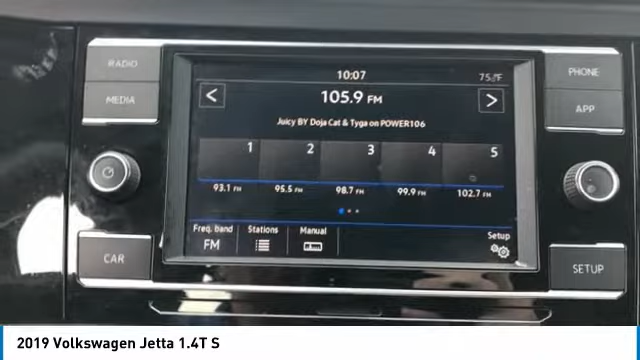 10:07
75°F
RADIO
PHONE
<
105.9 FM
>
MEDIA
APP
Juicy BY Doja Cat & Tyga on POWER106
1 2 3 4 5
93.1 FM 95.5 FM 98.7 FM 99.9 FM 102.7 FM
Freq. band Stations Manual Setup
FM
CAR
SETUP
2019 Volkswagen Jetta 1.4T S